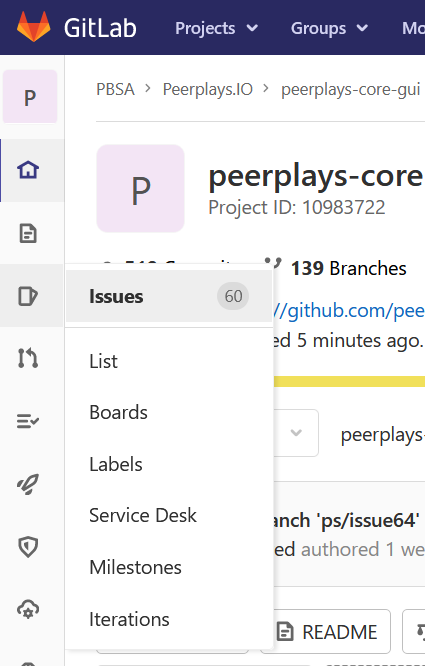 GitLab Projects Groups
P PBSA > Peerplays.IO > peerplays-core-gui
P peerplays-core
Project ID: 10983722
139 Branches
Issues 60
//github.com/pee
ed 5 minutes ago.
List
Boards
peerplays-
Labels
Service Desk
anch 'ps/issue64'
ed authored 1 we
Milestones
Iterations
README